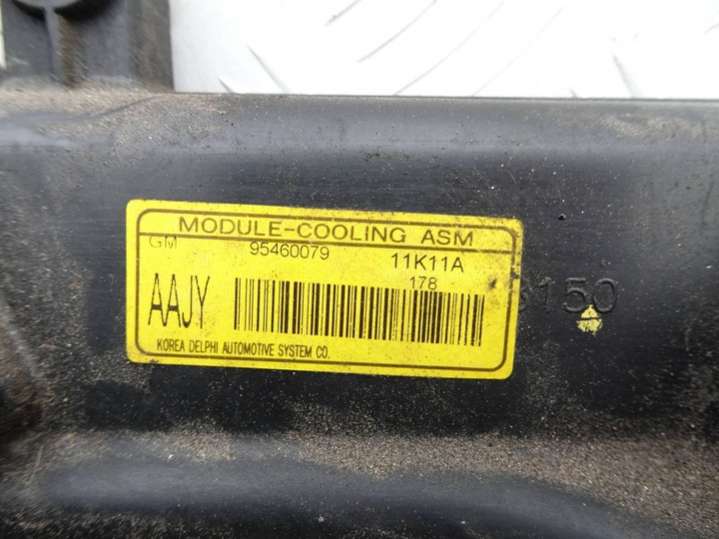 MODULE-COOLING ASM
GM 95460079 11K11A
178
AAJY
KOREA DELPHI AUTOMOTIVE SYSTEM CO.